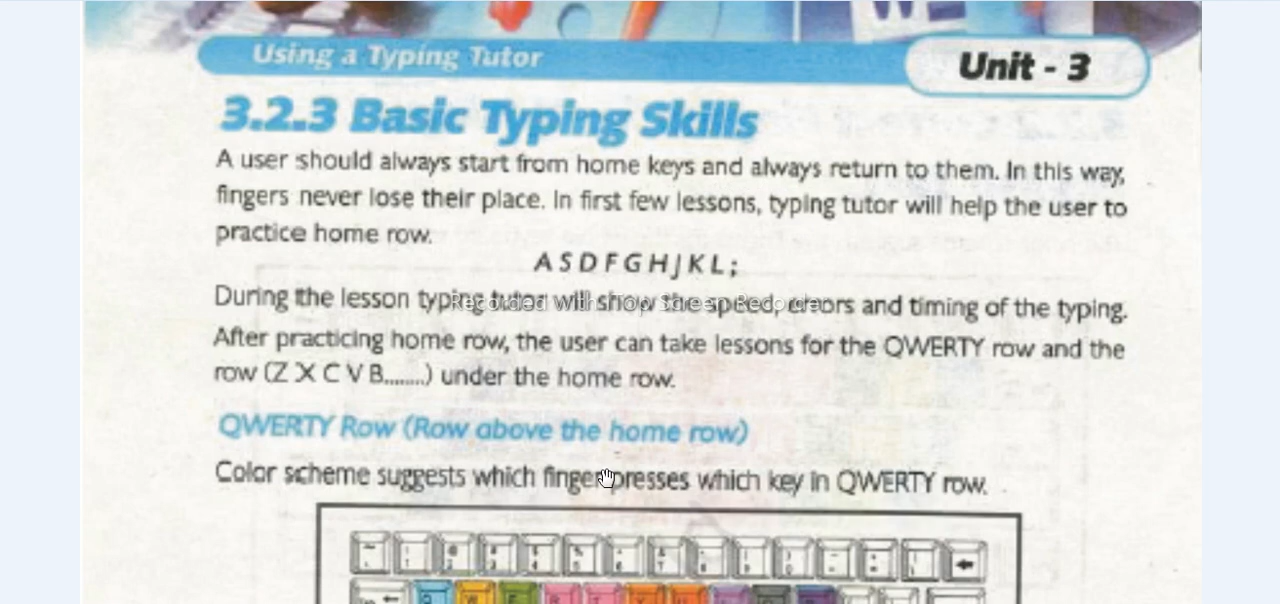 Using a Typing Tutor
Unit - 3
3.2.3 Basic Typing Skills
A user should always start from home keys and always return to them. In this way,
fingers never lose their place. In first few lessons, typing tutor will help the user to
practice home row.
A S D F G H J K L ;
During the lesson typing tutor will show the speed, errors and timing of the typing.
After practicing home row, the user can take lessons for the QWERTY row and the
row (Z X C V B........) under the home row.
QWERTY Row (Row above the home row)
Color scheme suggests which finger presses which key in QWERTY row.